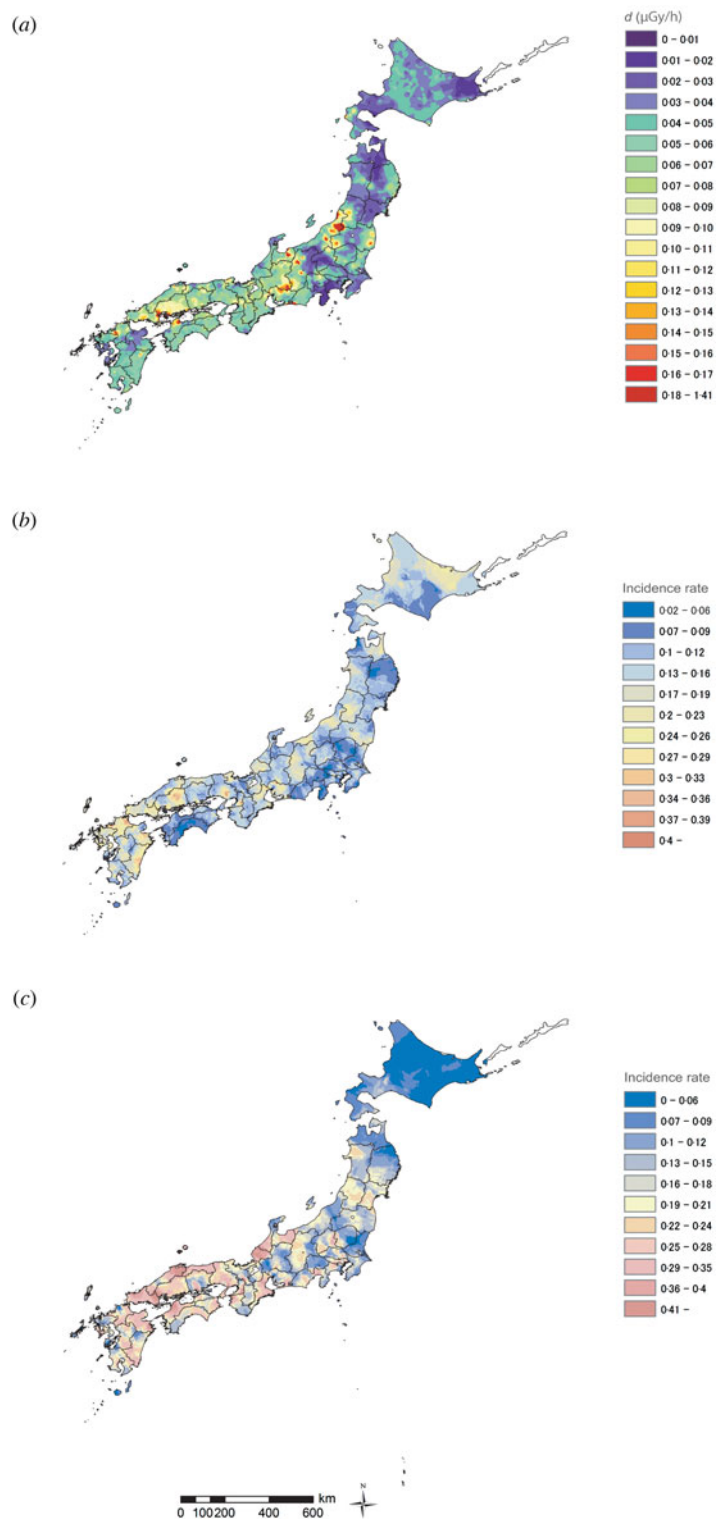 (a)
d (μGy/h)
0 – 0·01
0·01 – 0·02
0·02 – 0·03
0·03 – 0·04
0·04 – 0·05
0·05 – 0·06
0·06 – 0·07
0·07 – 0·08
0·08 – 0·09
0·09 – 0·10
0·10 – 0·11
0·11 – 0·12
0·12 – 0·13
0·13 – 0·14
0·14 – 0·15
0·15 – 0·16
0·16 – 0·17
0·18 – 1·41
(b)
Incidence rate
0·02 – 0·06
0·07 – 0·09
0·1 – 0·12
0·13 – 0·16
0·17 – 0·19
0·2 – 0·23
0·24 – 0·26
0·27 – 0·29
0·3 – 0·33
0·34 – 0·36
0·37 – 0·39
0·4 –
(c)
Incidence rate
0 – 0·06
0·07 – 0·09
0·1 – 0·12
0·13 – 0·15
0·16 – 0·18
0·19 – 0·21
0·22 – 0·24
0·25 – 0·28
0·29 – 0·35
0·36 – 0·4
0·41 –
km
0 100200 400 600
N